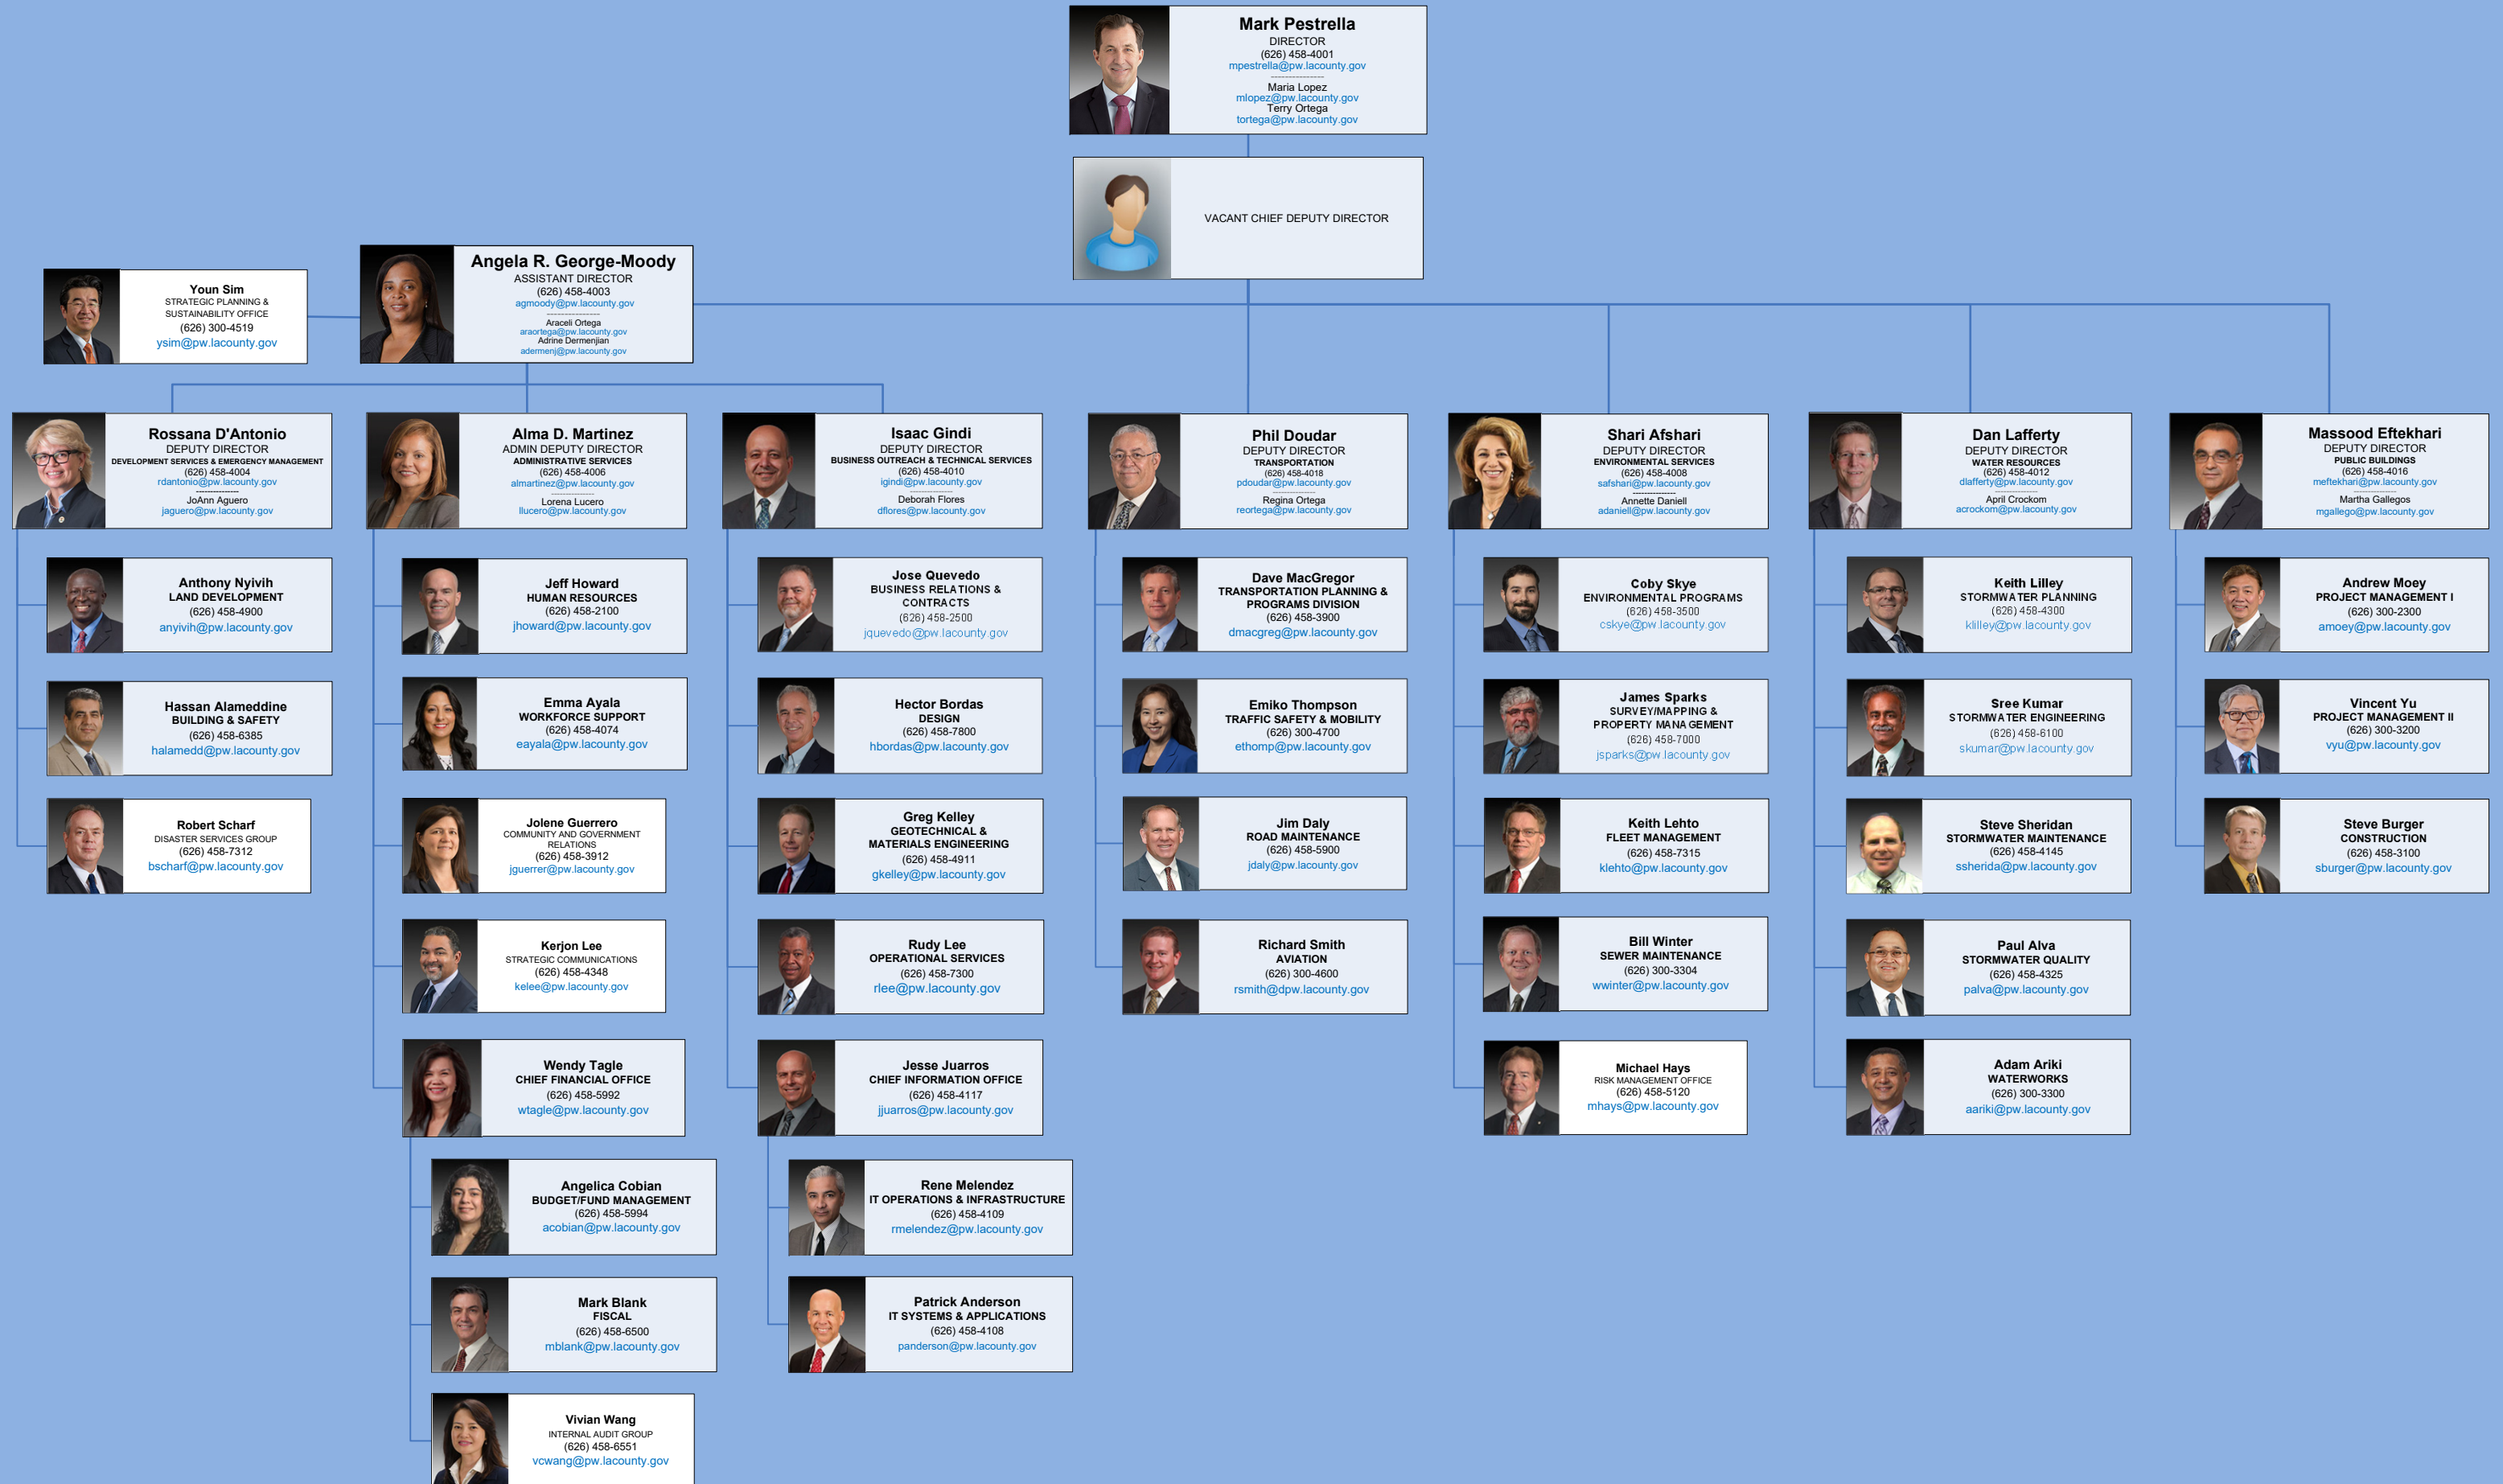 Mark Pestrella
DIRECTOR
(626) 458-4001
mpestrella@pw.lacounty.gov
---------------
Maria Lopez
mlopez@pw.lacounty.gov
Terry Ortega
tortega@pw.lacounty.gov
VACANT CHIEF DEPUTY DIRECTOR
Youn Sim
STRATEGIC PLANNING &
SUSTAINABILITY OFFICE
(626) 300-4519
ysim@pw.lacounty.gov
Angela R. George-Moody
ASSISTANT DIRECTOR
(626) 458-4003
agmoody@pw.lacounty.gov
---------------
Araceli Ortega
araortega@pw.lacounty.gov
Adrine Dermenjian
adermenj@pw.lacounty.gov
Rossana D'Antonio
DEPUTY DIRECTOR
DEVELOPMENT SERVICES & EMERGENCY MANAGEMENT
(626) 458-4004
rdantonio@pw.lacounty.gov
---------------
JoAnn Aguero
jaguero@pw.lacounty.gov
Anthony Nyivih
LAND DEVELOPMENT
(626) 458-4900
anyivih@pw.lacounty.gov
Hassan Alameddine
BUILDING & SAFETY
(626) 458-6385
halamedd@pw.lacounty.gov
Robert Scharf
DISASTER SERVICES GROUP
(626) 458-7312
bscharf@pw.lacounty.gov
Alma D. Martinez
ADMIN DEPUTY DIRECTOR
ADMINISTRATIVE SERVICES
(626) 458-4006
almartinez@pw.lacounty.gov
---------------
Lorena Lucero
llucero@pw.lacounty.gov
Jeff Howard
HUMAN RESOURCES
(626) 458-2100
jhoward@pw.lacounty.gov
Emma Ayala
WORKFORCE SUPPORT
(626) 458-4074
eayala@pw.lacounty.gov
Jolene Guerrero
COMMUNITY AND GOVERNMENT
RELATIONS
(626) 458-3912
jguerrer@pw.lacounty.gov
Kerjon Lee
STRATEGIC COMMUNICATIONS
(626) 458-4348
kelee@pw.lacounty.gov
Wendy Tagle
CHIEF FINANCIAL OFFICE
(626) 458-5992
wtagle@pw.lacounty.gov
Angelica Cobian
BUDGET/FUND MANAGEMENT
(626) 458-5994
acobian@pw.lacounty.gov
Mark Blank
FISCAL
(626) 458-6500
mblank@pw.lacounty.gov
Vivian Wang
INTERNAL AUDIT GROUP
(626) 458-6551
vcwang@pw.lacounty.gov
Isaac Gindi
DEPUTY DIRECTOR
BUSINESS OUTREACH & TECHNICAL SERVICES
(626) 458-4010
igindi@pw.lacounty.gov
---------------
Deborah Flores
dflores@pw.lacounty.gov
Jose Quevedo
BUSINESS RELATIONS &
CONTRACTS
(626) 458-2500
jquevedo@pw.lacounty.gov
Hector Bordas
DESIGN
(626) 458-7800
hbordas@pw.lacounty.gov
Greg Kelley
GEOTECHNICAL &
MATERIALS ENGINEERING
(626) 458-4911
gkelley@pw.lacounty.gov
Rudy Lee
OPERATIONAL SERVICES
(626) 458-7300
rlee@pw.lacounty.gov
Jesse Juarros
CHIEF INFORMATION OFFICE
(626) 458-4117
jjuarros@pw.lacounty.gov
Rene Melendez
IT OPERATIONS & INFRASTRUCTURE
(626) 458-4109
rmelendez@pw.lacounty.gov
Patrick Anderson
IT SYSTEMS & APPLICATIONS
(626) 458-4108
panderson@pw.lacounty.gov
Phil Doudar
DEPUTY DIRECTOR
TRANSPORTATION
(626) 458-4018
pdoudar@pw.lacounty.gov
---------------
Regina Ortega
reortega@pw.lacounty.gov
Dave MacGregor
TRANSPORTATION PLANNING &
PROGRAMS DIVISION
(626) 458-3900
dmacgreg@pw.lacounty.gov
Emiko Thompson
TRAFFIC SAFETY & MOBILITY
(626) 300-4700
ethomp@pw.lacounty.gov
Jim Daly
ROAD MAINTENANCE
(626) 458-5900
jdaly@pw.lacounty.gov
Richard Smith
AVIATION
(626) 300-4600
rsmith@dpw.lacounty.gov
Shari Afshari
DEPUTY DIRECTOR
ENVIRONMENTAL SERVICES
(626) 458-4008
safshari@pw.lacounty.gov
---------------
Annette Daniell
adaniell@pw.lacounty.gov
Coby Skye
ENVIRONMENTAL PROGRAMS
(626) 458-3500
cskye@pw.lacounty.gov
James Sparks
SURVEY/MAPPING &
PROPERTY MANAGEMENT
(626) 458-7000
jsparks@pw.lacounty.gov
Keith Lehto
FLEET MANAGEMENT
(626) 458-7315
klehto@pw.lacounty.gov
Bill Winter
SEWER MAINTENANCE
(626) 300-3304
wwinter@pw.lacounty.gov
Michael Hays
RISK MANAGEMENT OFFICE
(626) 458-5120
mhays@pw.lacounty.gov
Dan Lafferty
DEPUTY DIRECTOR
WATER RESOURCES
(626) 458-4012
dlafferty@pw.lacounty.gov
---------------
April Crockom
acrockom@pw.lacounty.gov
Keith Lilley
STORMWATER PLANNING
(626) 458-4300
klilley@pw.lacounty.gov
Sree Kumar
STORMWATER ENGINEERING
(626) 458-6100
skumar@pw.lacounty.gov
Steve Sheridan
STORMWATER MAINTENANCE
(626) 458-4145
ssherida@pw.lacounty.gov
Paul Alva
STORMWATER QUALITY
(626) 458-4325
palva@pw.lacounty.gov
Adam Ariki
WATERWORKS
(626) 300-3300
aariki@pw.lacounty.gov
Massood Eftekhari
DEPUTY DIRECTOR
PUBLIC BUILDINGS
(626) 458-4016
meftekhari@pw.lacounty.gov
---------------
Martha Gallegos
mgallego@pw.lacounty.gov
Andrew Moey
PROJECT MANAGEMENT I
(626) 300-2300
amoey@pw.lacounty.gov
Vincent Yu
PROJECT MANAGEMENT II
(626) 300-3200
vyu@pw.lacounty.gov
Steve Burger
CONSTRUCTION
(626) 458-3100
sburger@pw.lacounty.gov